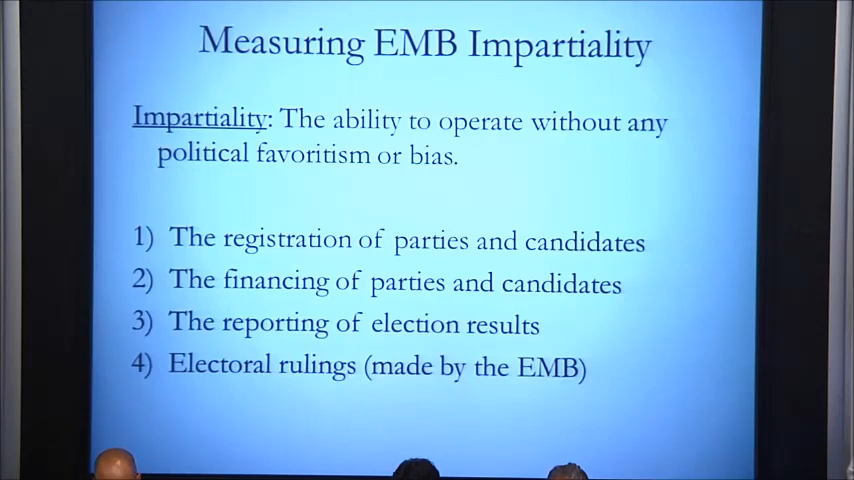 Measuring EMB Impartiality
Impartiality: The ability to operate without any
political favoritism or bias.
1) The registration of parties and candidates
2) The financing of parties and candidates
3) The reporting of election results
4) Electoral rulings (made by the EMB)